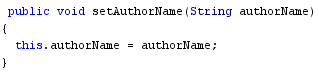 public void setAuthorName(String authorName)
{
this.authorName = authorName;
}